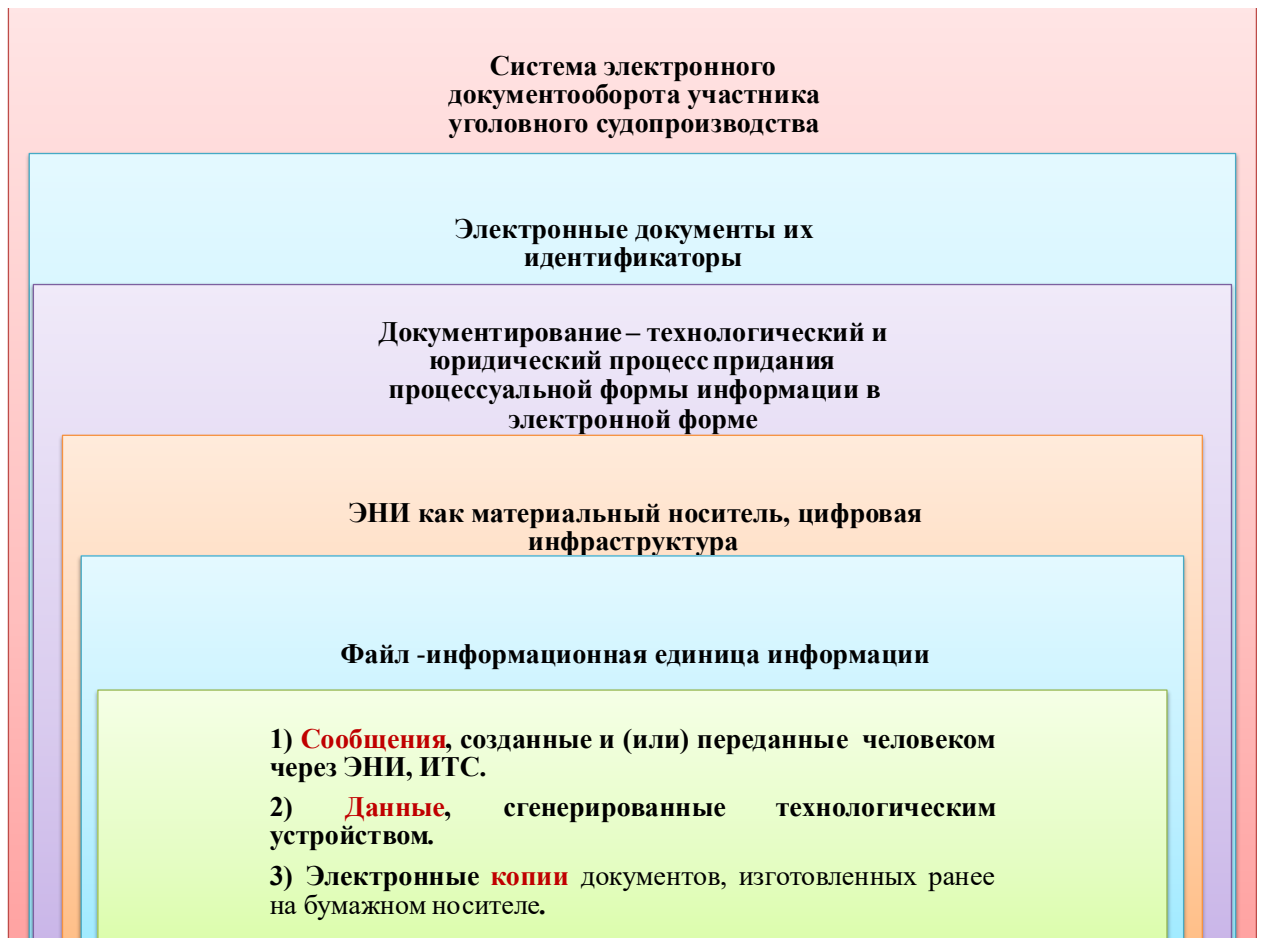 Система электронного
документооборота участника
уголовного судопроизводства
Электронные документы их
идентификаторы
Документирование – технологический и
юридический процесс придания
процессуальной формы информации в
электронной форме
ЭНИ как материальный носитель, цифровая
инфраструктура
Файл -информационная единица информации
1) Сообщения, созданные и (или) переданные человеком
через ЭНИ, ИТС.
2) Данные, сгенерированные технологическим
устройством.
3) Электронные копии документов, изготовленных ранее
на бумажном носителе.